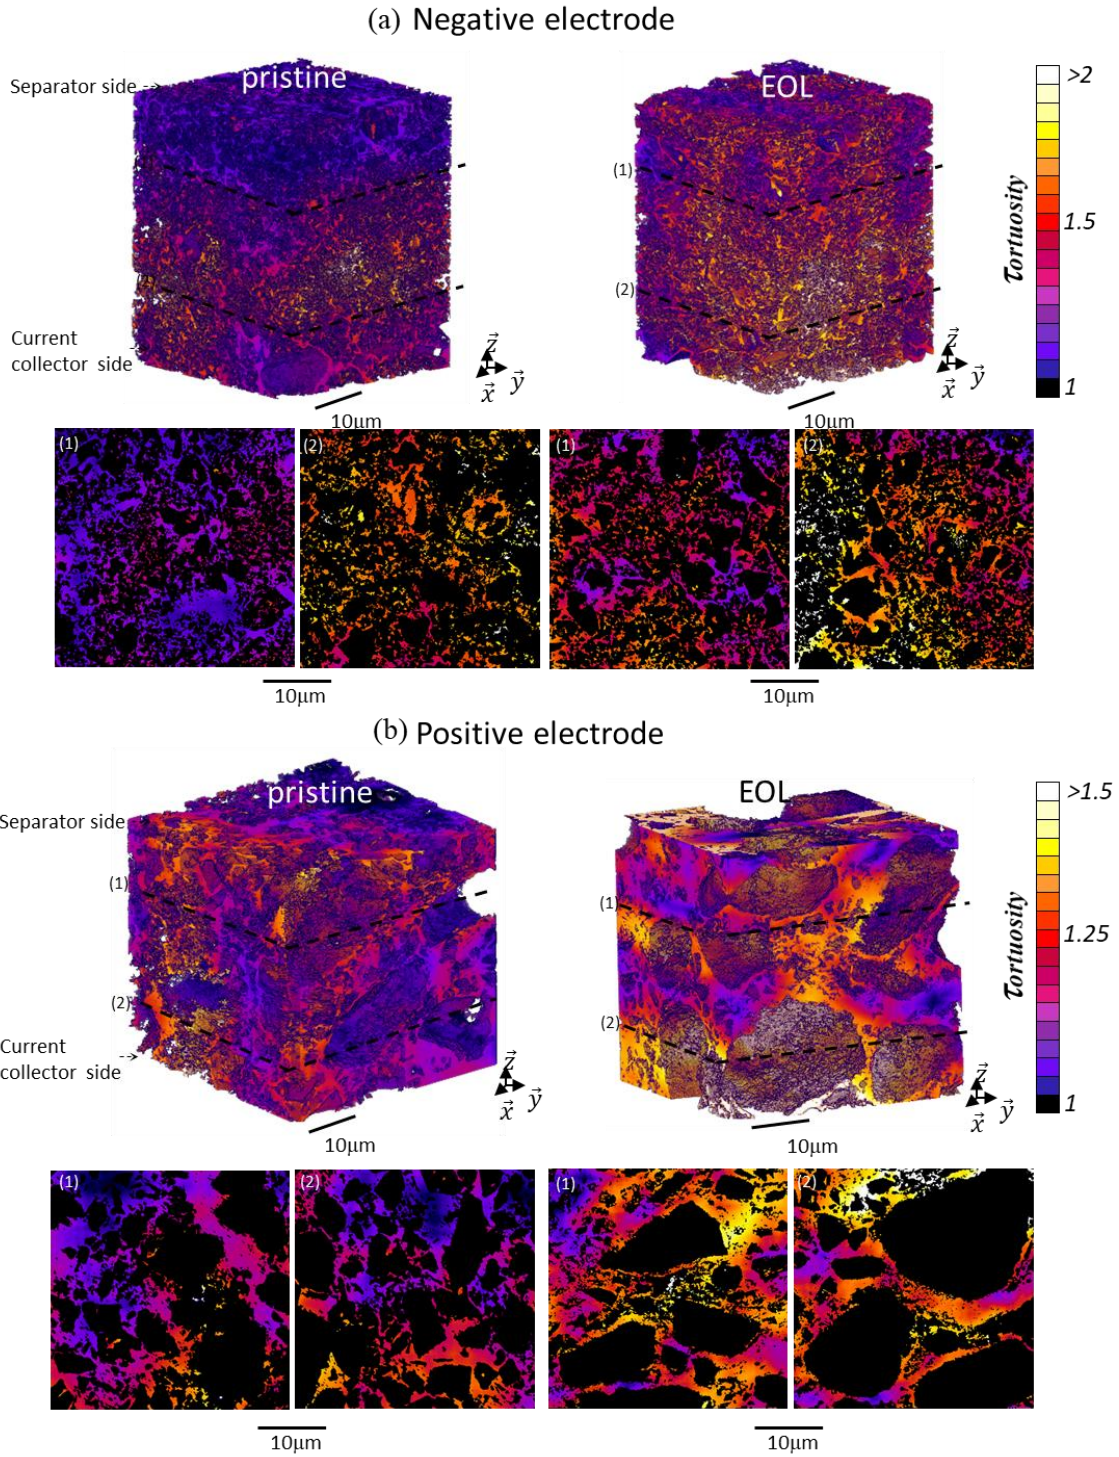 (a) Negative electrode
pristine
EOL
Separator side
Current
collector side
(1)
(2)
z
x
y
10μm
z
x
y
10μm
>2
1.5
1
τortuosity
(1)
(2)
(1)
(2)
10μm
10μm
(b) Positive electrode
pristine
EOL
Separator side
(1)
(2)
Current
collector side
(1)
(2)
z
x
y
10μm
z
x
y
10μm
>1.5
1.25
1
τortuosity
(1)
(2)
(1)
(2)
10μm
10μm